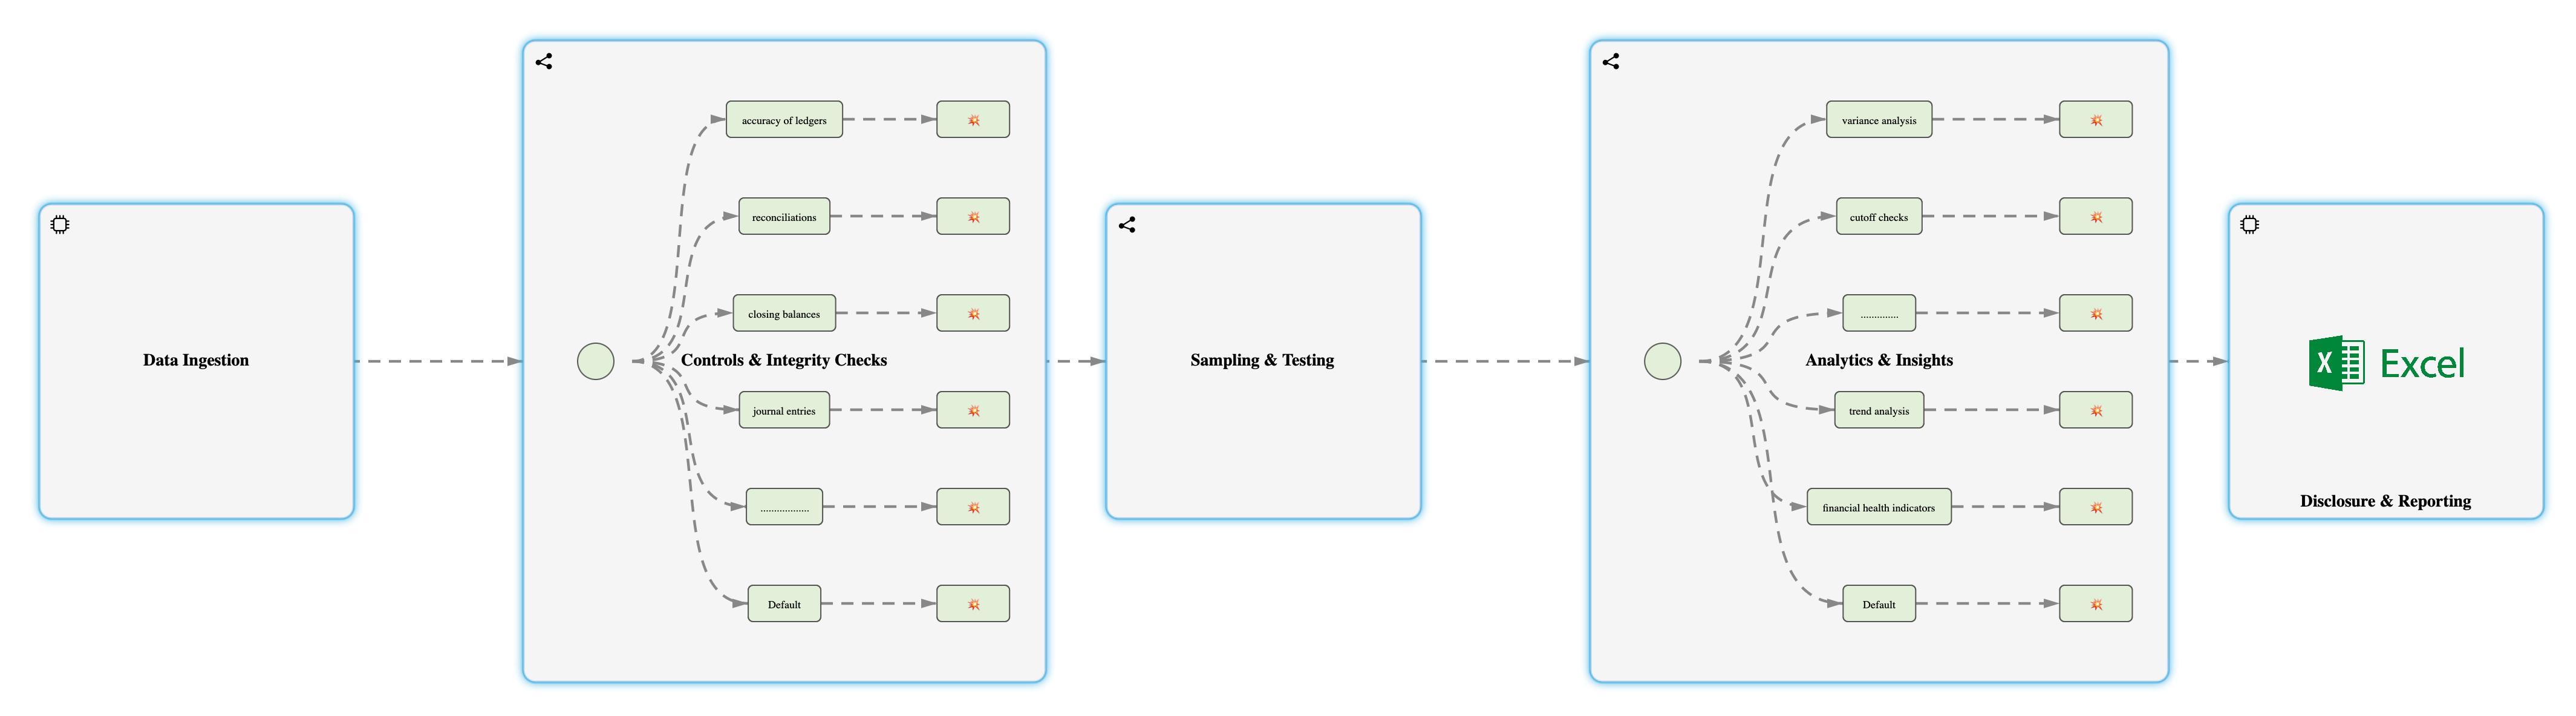 Data Ingestion
accuracy of ledgers
reconciliations
closing balances
Controls & Integrity Checks
journal entries
..................
Default
Sampling & Testing
variance analysis
cutoff checks
..............
Analytics & Insights
trend analysis
financial health indicators
Default
X Excel
Disclosure & Reporting